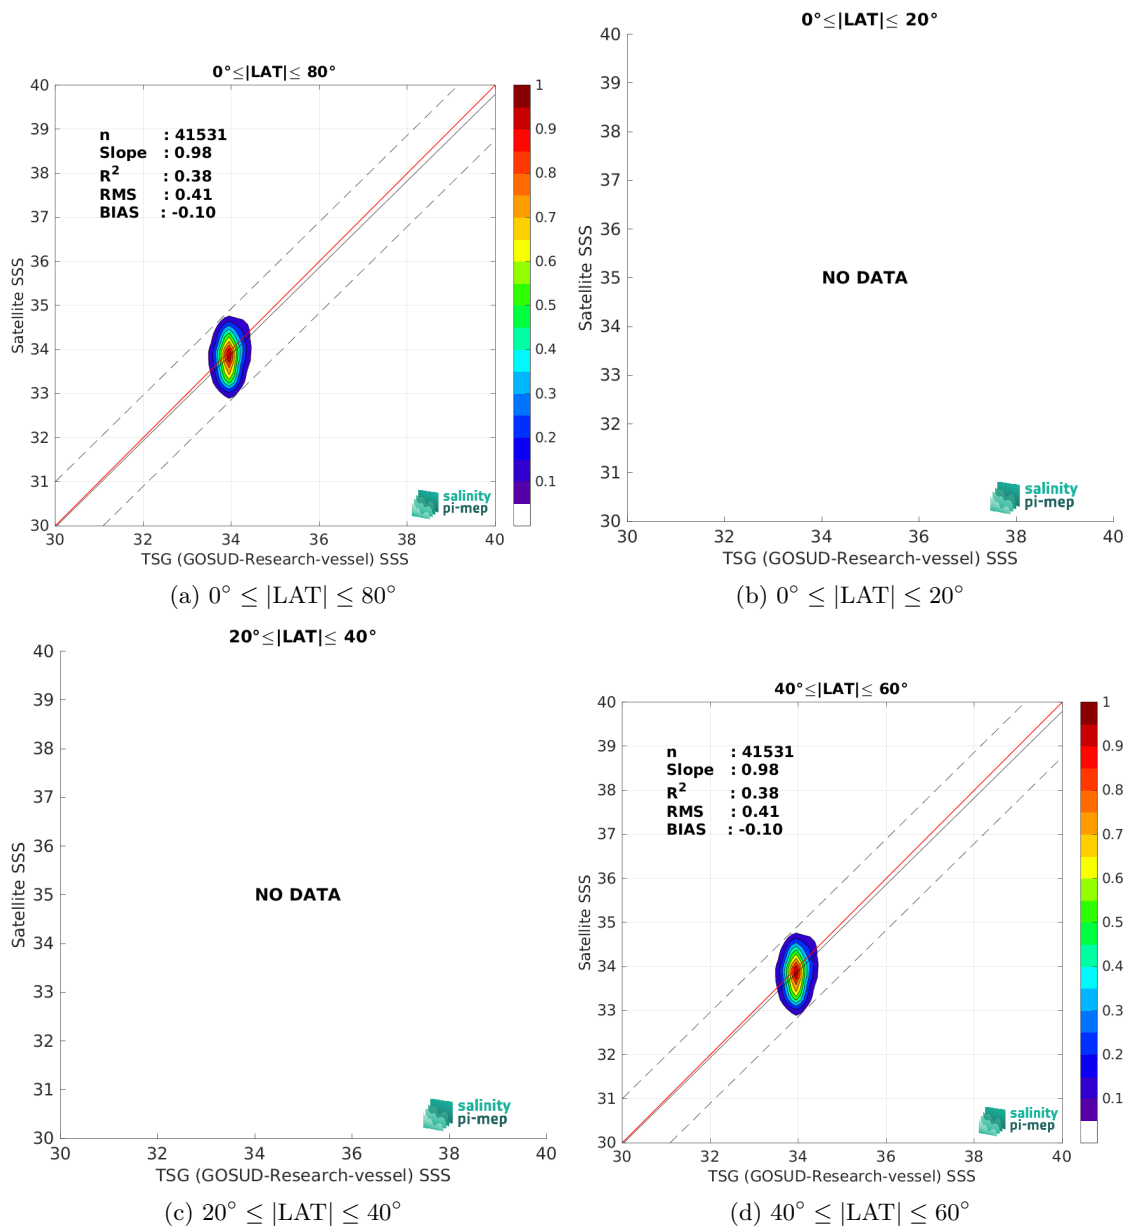 0°≤|LAT|≤ 80°
40
39
38
37
36
35
34
33
32
31
30
Satellite SSS
n : 41531
Slope : 0.98
R² : 0.38
RMS : 0.41
BIAS : -0.10
salinity
pi-mep
30 32 34 36 38 40
TSG (GOSUD-Research-vessel) SSS
1
0.9
0.8
0.7
0.6
0.5
0.4
0.3
0.2
0.1
(a) 0° ≤ |LAT| ≤ 80°
0°≤|LAT|≤ 20°
40
39
38
37
36
35
34
33
32
31
30
Satellite SSS
NO DATA
salinity
pi-mep
30 32 34 36 38 40
TSG (GOSUD-Research-vessel) SSS
(b) 0° ≤ |LAT| ≤ 20°
20°≤|LAT|≤ 40°
40
39
38
37
36
35
34
33
32
31
30
Satellite SSS
NO DATA
salinity
pi-mep
30 32 34 36 38 40
TSG (GOSUD-Research-vessel) SSS
(c) 20° ≤ |LAT| ≤ 40°
40°≤|LAT|≤ 60°
40
39
38
37
36
35
34
33
32
31
30
Satellite SSS
n : 41531
Slope : 0.98
R² : 0.38
RMS : 0.41
BIAS : -0.10
salinity
pi-mep
30 32 34 36 38 40
TSG (GOSUD-Research-vessel) SSS
1
0.9
0.8
0.7
0.6
0.5
0.4
0.3
0.2
0.1
(d) 40° ≤ |LAT| ≤ 60°